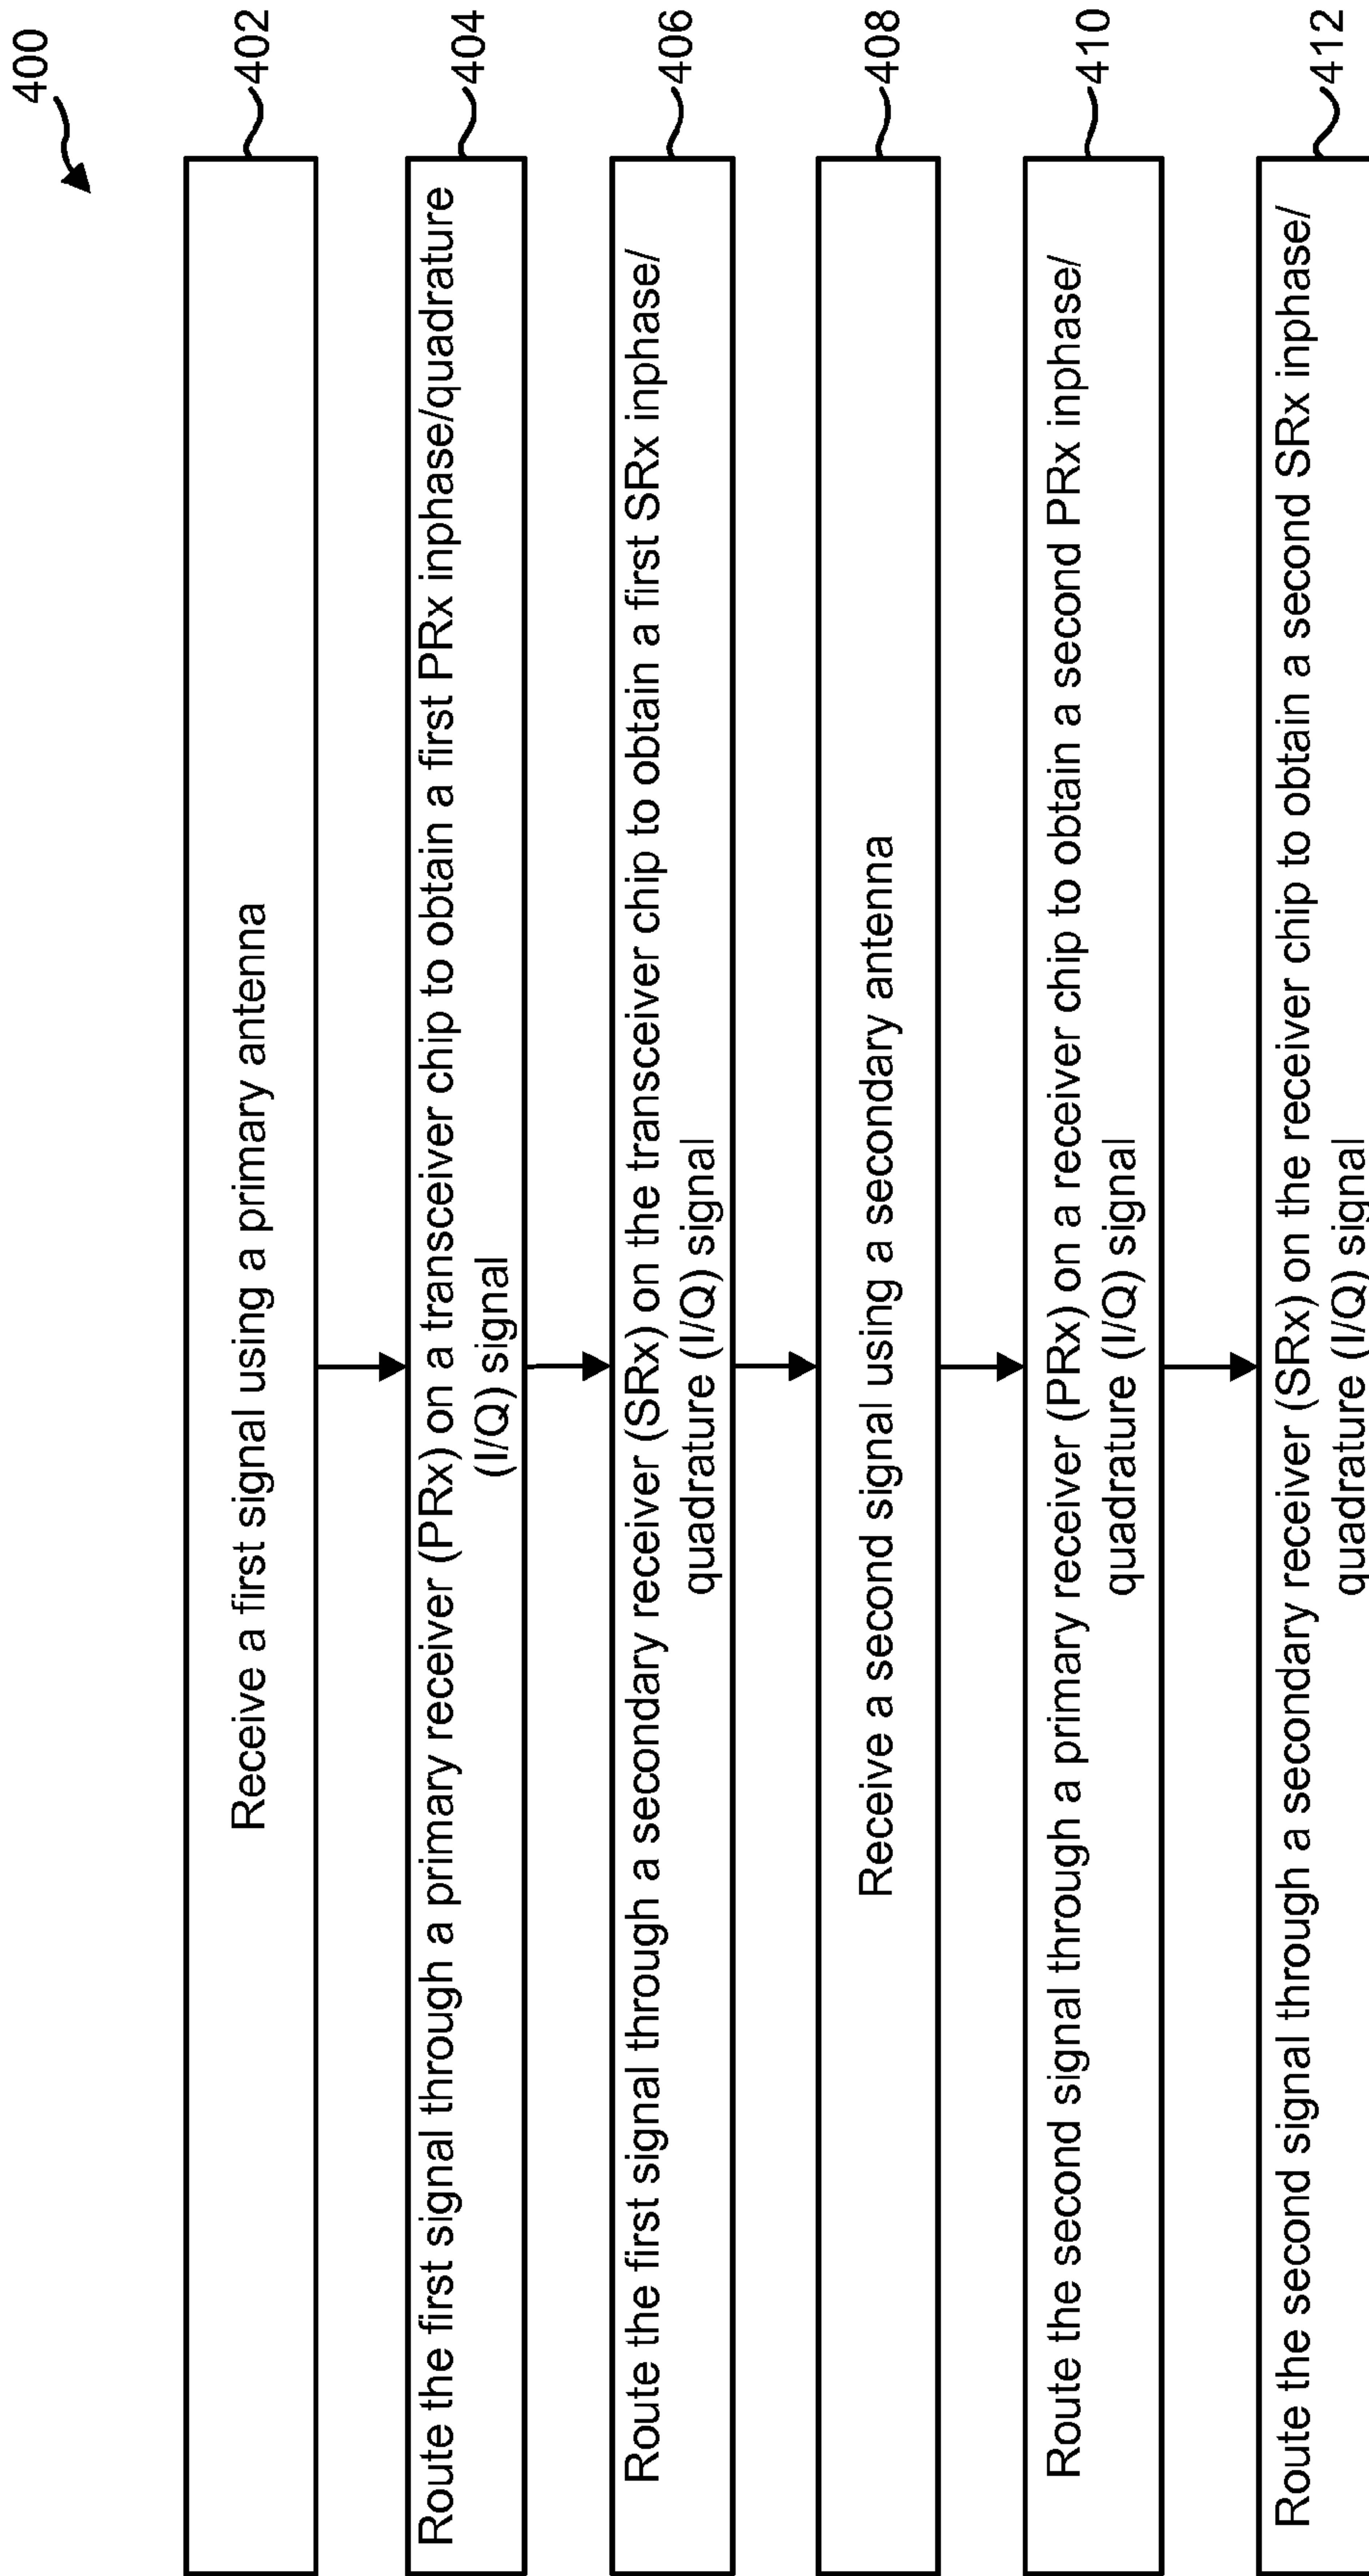 400
Receive a first signal using a primary antenna
402
Route the first signal through a primary receiver (PRx) on a transceiver chip to obtain a first PRx inphase/quadrature
(I/Q) signal
404
Route the first signal through a secondary receiver (SRx) on the transceiver chip to obtain a first SRx inphase/
quadrature (I/Q) signal
406
Receive a second signal using a secondary antenna
408
Route the second signal through a primary receiver (PRx) on a receiver chip to obtain a second PRx inphase/
quadrature (I/Q) signal
410
Route the second signal through a secondary receiver (SRx) on the receiver chip to obtain a second SRx inphase/
quadrature (I/Q) signal
412